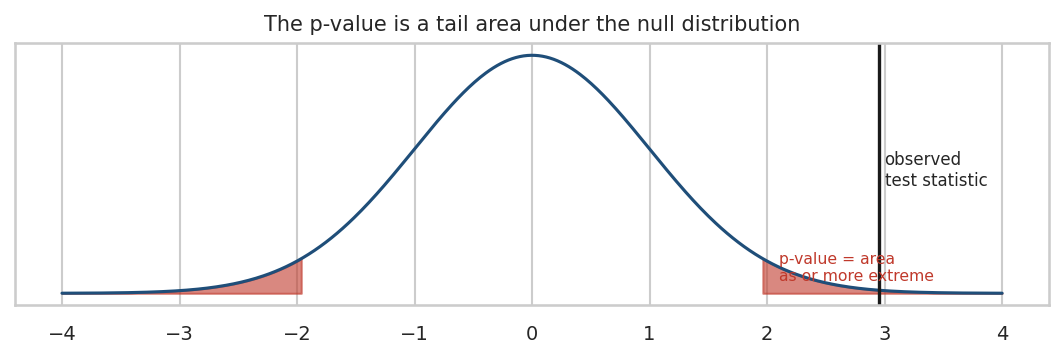 The p-value is a tail area under the null distribution
observed
test statistic
p-value = area
as or more extreme
−4 −3 −2 −1 0 1 2 3 4